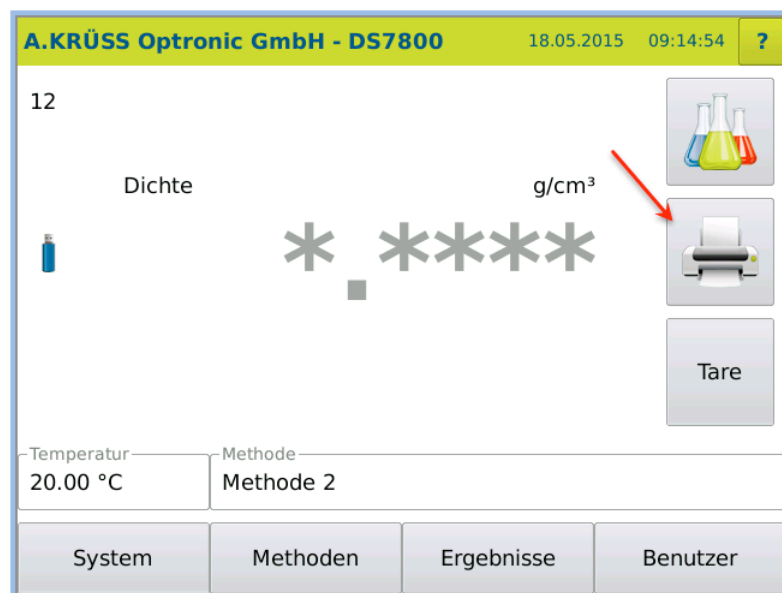 A.KRÜSS Optronic GmbH - DS7800 18.05.2015 09:14:54 ?
12
Dichte g/cm³
*.****
Tare
Temperatur Methode
20.00 °C Methode 2
System Methoden Ergebnisse Benutzer